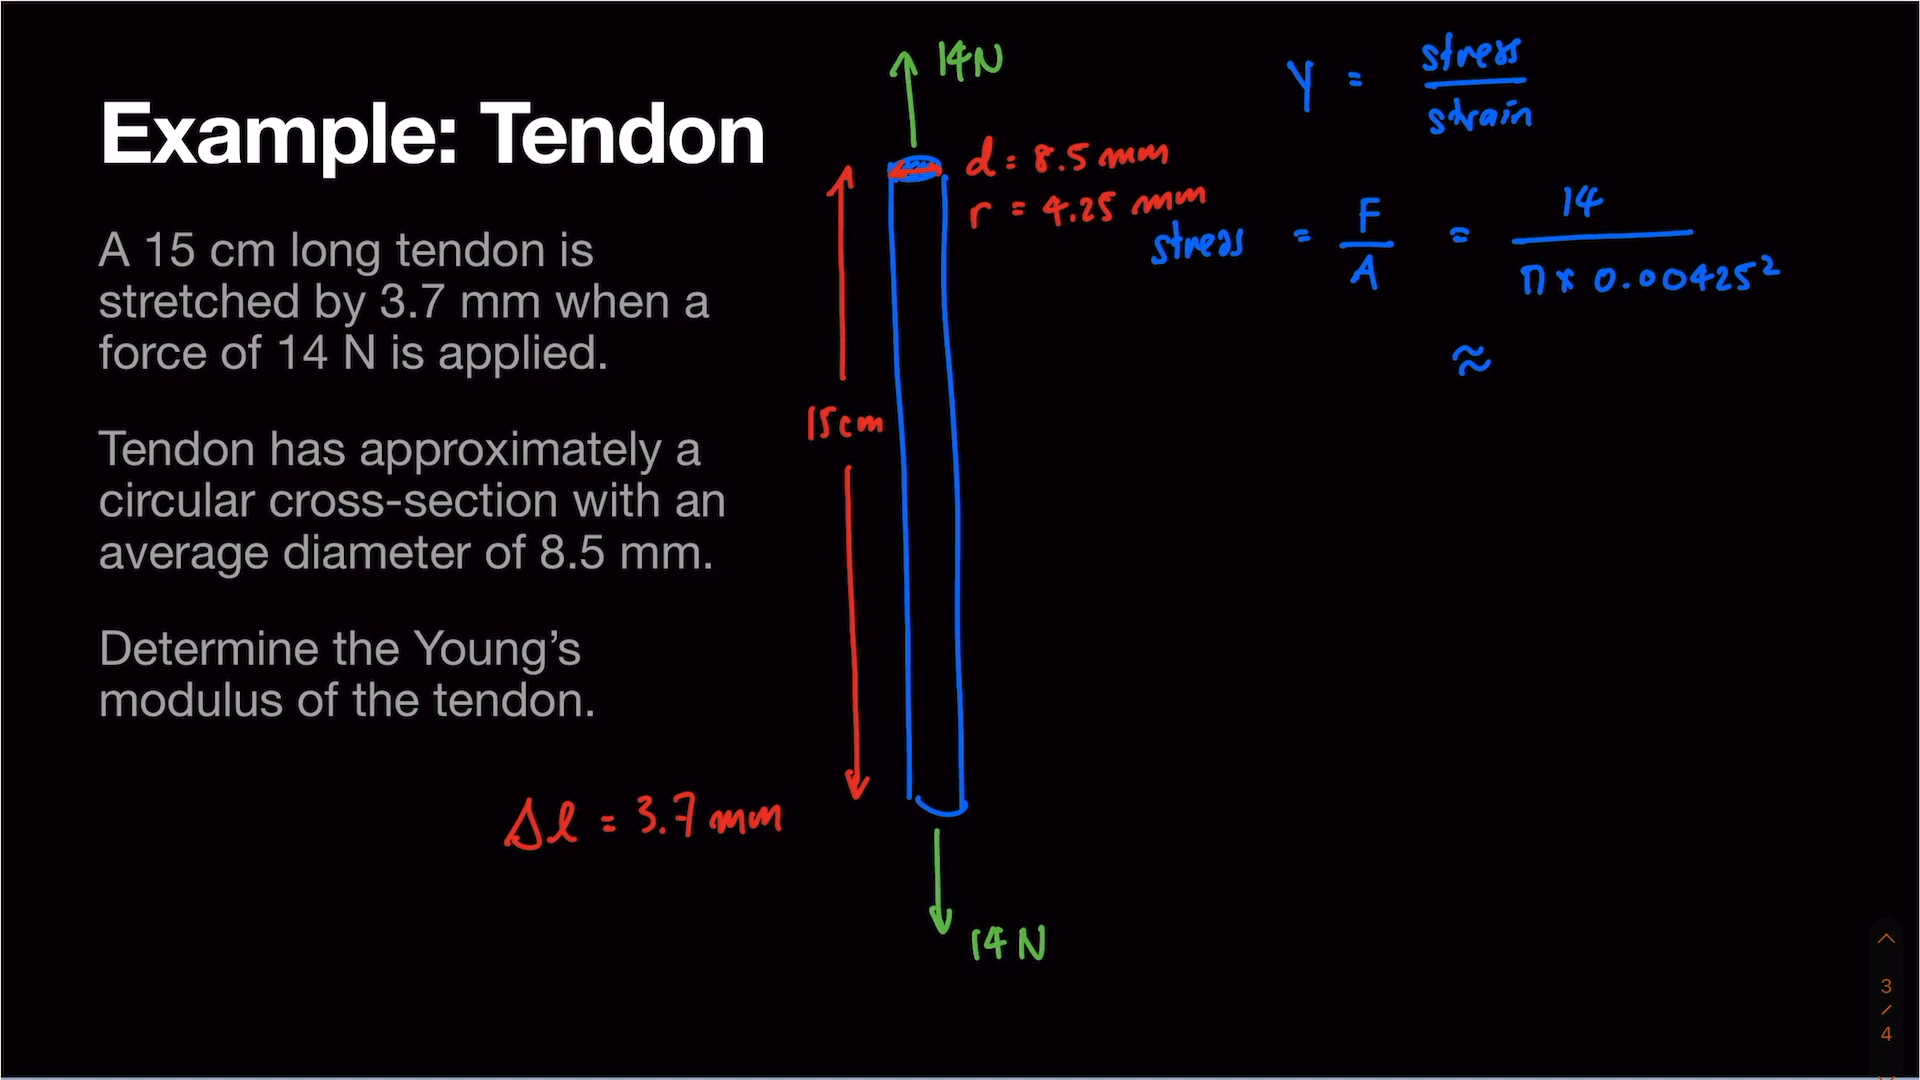 Example: Tendon
A 15 cm long tendon is
stretched by 3.7 mm when a
force of 14 N is applied.
Tendon has approximately a
circular cross-section with an
average diameter of 8.5 mm.
Determine the Young’s
modulus of the tendon.
Δl = 3.7 mm
14N
d = 8.5 mm
r = 4.25 mm
15cm
14N
Y = stress / strain
stress = F / A = 14 / π × 0.00425²
≈
3 / 4